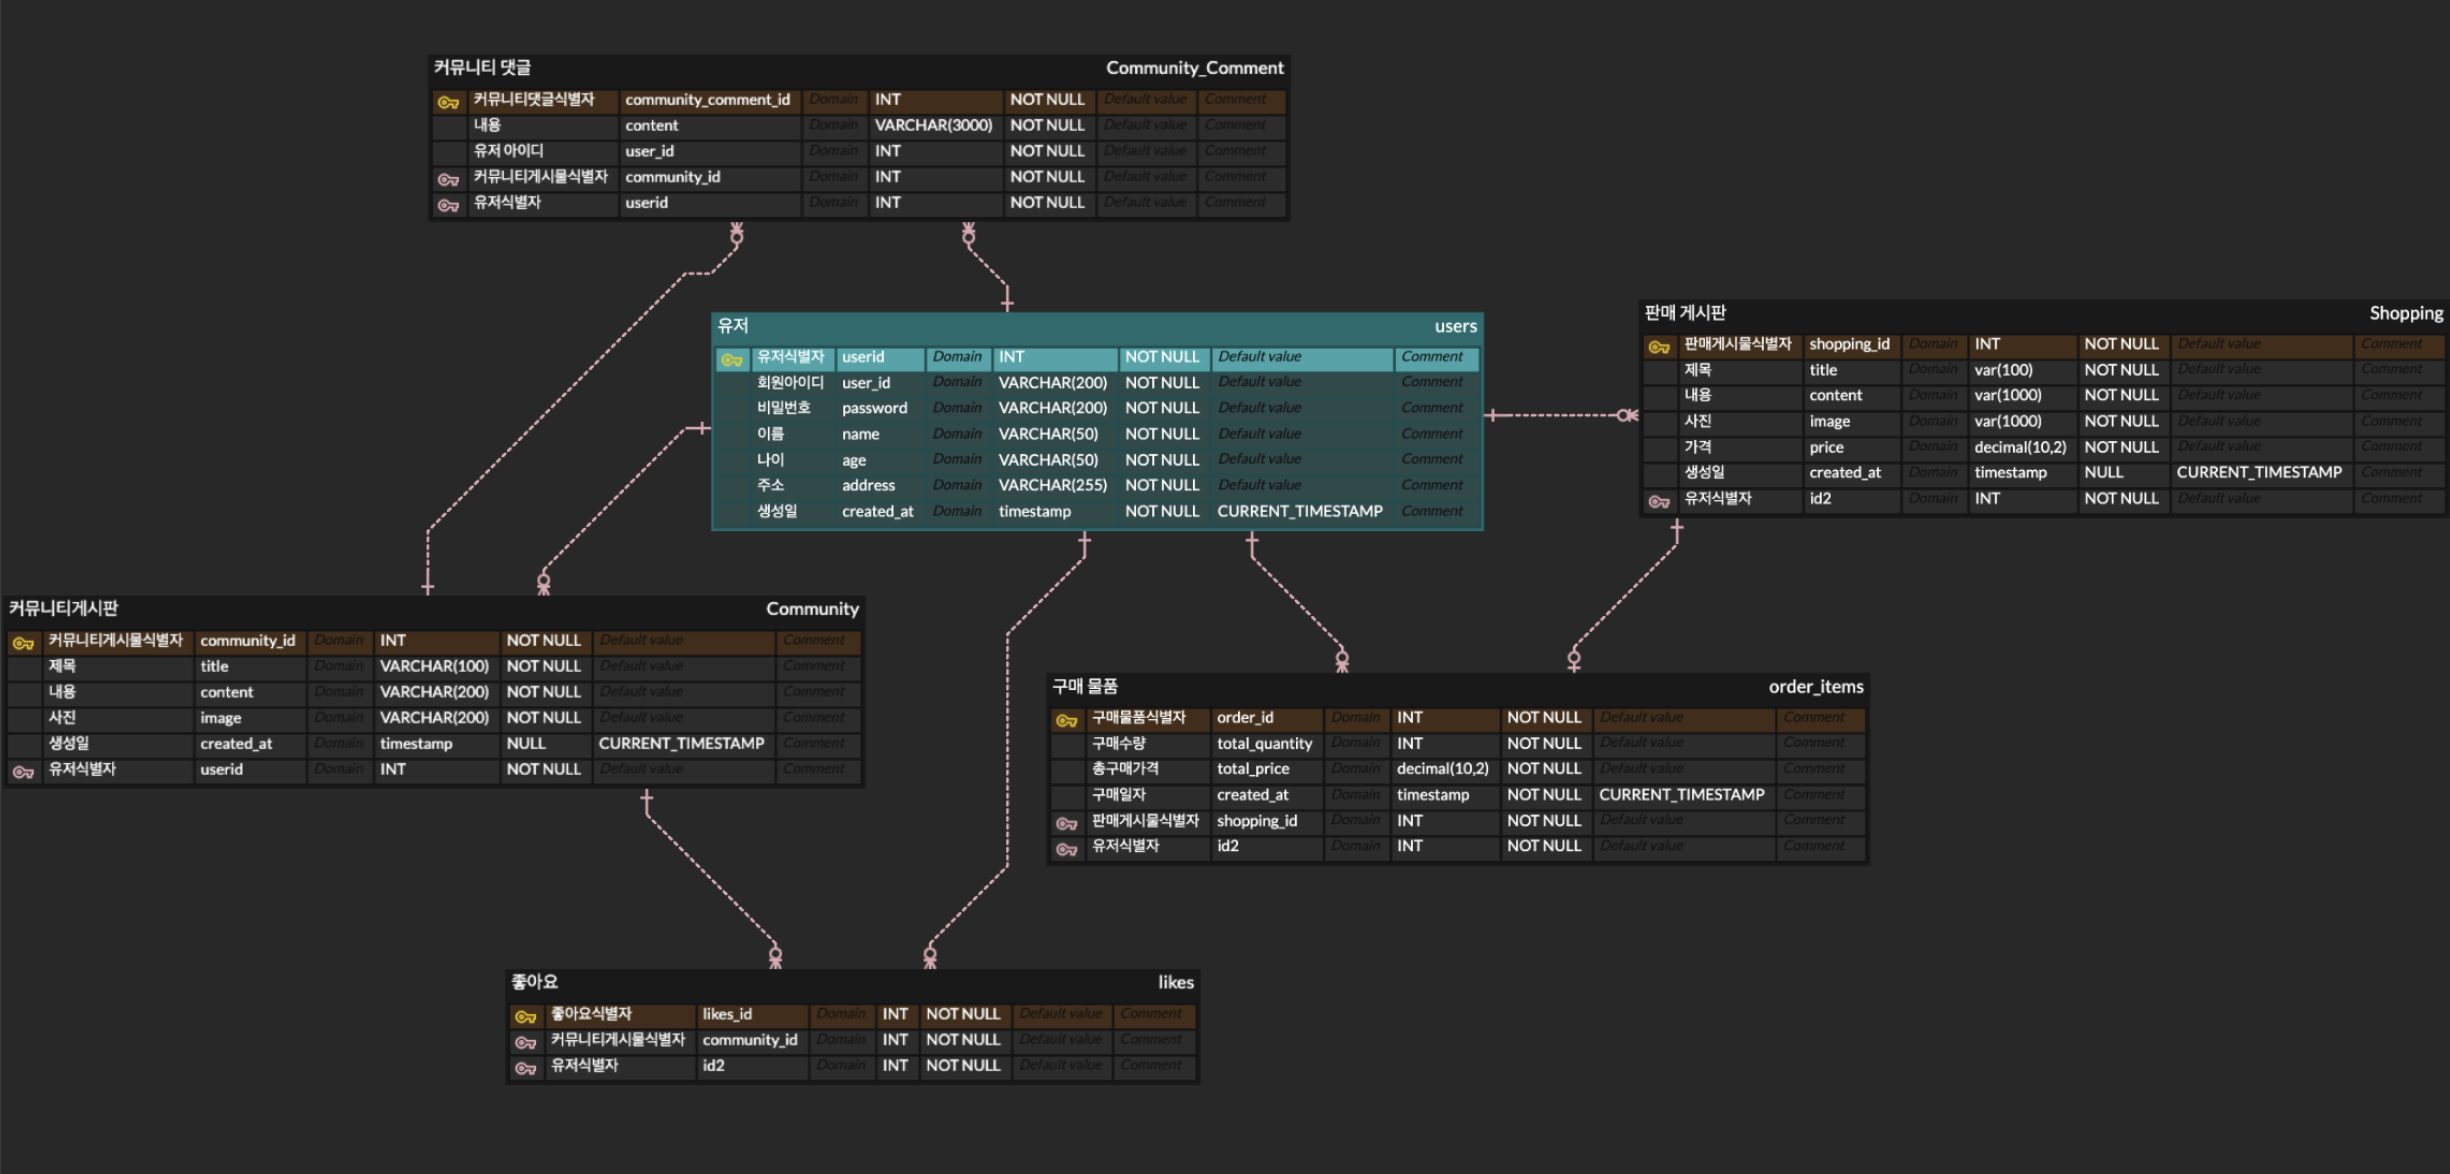 커뮤니티 댓글 Community_Comment
커뮤니티댓글식별자 community_comment_id Domain INT NOT NULL Default value Comment
내용 content Domain VARCHAR(3000) NOT NULL Default value Comment
유저 아이디 user_id Domain INT NOT NULL Default value Comment
커뮤니티게시물식별자 community_id Domain INT NOT NULL Default value Comment
유저식별자 userid Domain INT NOT NULL Default value Comment
유저 users
유저식별자 userid Domain INT NOT NULL Default value Comment
회원아이디 user_id Domain VARCHAR(200) NOT NULL Default value Comment
비밀번호 password Domain VARCHAR(200) NOT NULL Default value Comment
이름 name Domain VARCHAR(50) NOT NULL Default value Comment
나이 age Domain VARCHAR(50) NOT NULL Default value Comment
주소 address Domain VARCHAR(255) NOT NULL Default value Comment
생성일 created_at Domain timestamp NOT NULL CURRENT_TIMESTAMP Comment
판매 게시판 Shopping
판매게시물식별자 shopping_id Domain INT NOT NULL Default value Comment
제목 title Domain var(100) NOT NULL Default value Comment
내용 content Domain var(1000) NOT NULL Default value Comment
사진 image Domain var(1000) NOT NULL Default value Comment
가격 price Domain decimal(10,2) NOT NULL Default value Comment
생성일 created_at Domain timestamp NULL CURRENT_TIMESTAMP Comment
유저식별자 id2 Domain INT NOT NULL Default value Comment
커뮤니티게시판 Community
커뮤니티게시물식별자 community_id Domain INT NOT NULL Default value Comment
제목 title Domain VARCHAR(100) NOT NULL Default value Comment
내용 content Domain VARCHAR(200) NOT NULL Default value Comment
사진 image Domain VARCHAR(200) NOT NULL Default value Comment
생성일 created_at Domain timestamp NULL CURRENT_TIMESTAMP Comment
유저식별자 userid Domain INT NOT NULL Default value Comment
구매 물품 order_items
구매물품식별자 order_id Domain INT NOT NULL Default value Comment
구매수량 total_quantity Domain INT NOT NULL Default value Comment
총구매가격 total_price Domain decimal(10,2) NOT NULL Default value Comment
구매일자 created_at Domain timestamp NOT NULL CURRENT_TIMESTAMP Comment
판매게시물식별자 shopping_id Domain INT NOT NULL Default value Comment
유저식별자 id2 Domain INT NOT NULL Default value Comment
좋아요 likes
좋아요식별자 likes_id Domain INT NOT NULL Default value Comment
커뮤니티게시물식별자 community_id Domain INT NOT NULL Default value Comment
유저식별자 id2 Domain INT NOT NULL Default value Comment